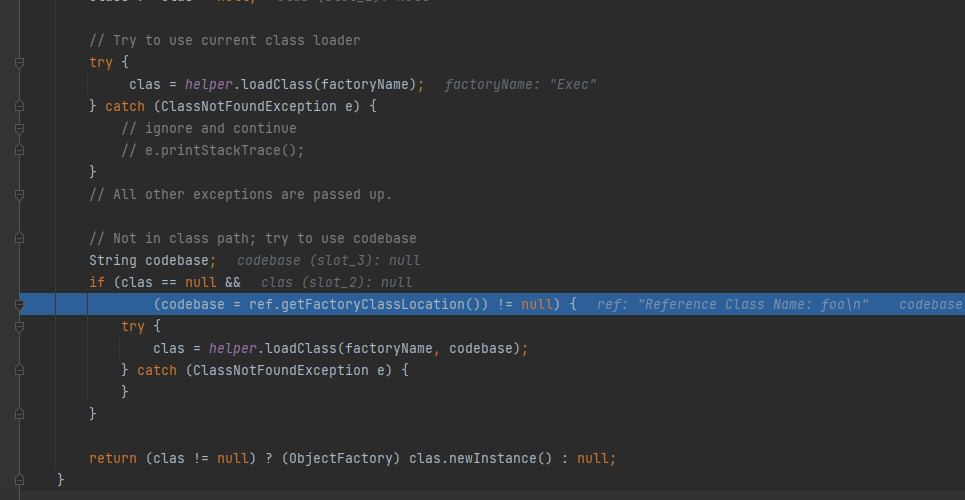 // Try to use current class loader
try {
clas = helper.loadClass(factoryName); factoryName: "Exec"
} catch (ClassNotFoundException e) {
// ignore and continue
// e.printStackTrace();
}
// All other exceptions are passed up.
// Not in class path; try to use codebase
String codebase; codebase (slot_3): null
if (clas == null && clas (slot_2): null
(codebase = ref.getFactoryClassLocation()) != null) { ref: "Reference Class Name: foo\n" codebase
try {
clas = helper.loadClass(factoryName, codebase);
} catch (ClassNotFoundException e) {
}
}
return (clas != null) ? (ObjectFactory) clas.newInstance() : null;
}